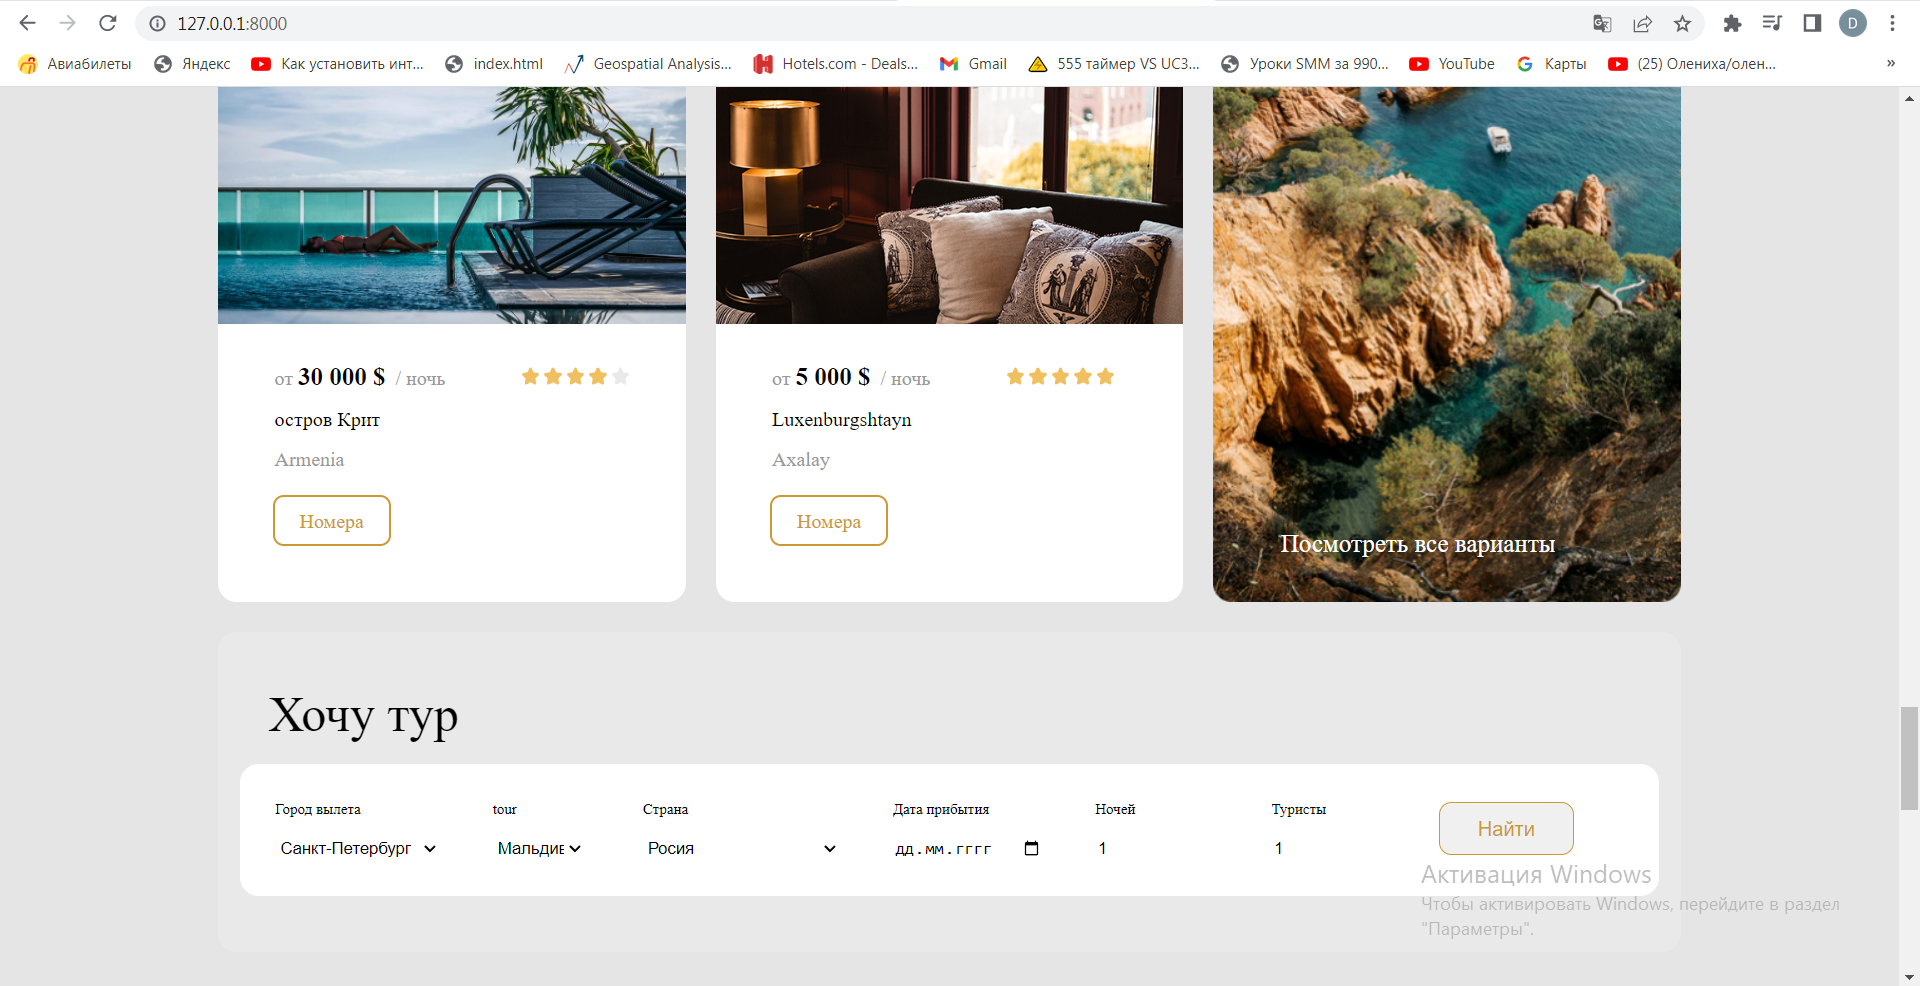 127.0.0.1:8000
D
Авиабилеты
Яндекс
Как установить инт...
index.html
Geospatial Analysis...
Hotels.com - Deals...
Gmail
555 таймер VS UC3...
Уроки SMM за 990...
YouTube
Карты
(25) Олениха/олен...
»
от 30 000 $ / ночь
остров Крит
Armenia
Номера
от 5 000 $ / ночь
Luxenburgshtayn
Axalay
Номера
Посмотреть все варианты
Хочу тур
Город вылета
Санкт-Петербург
tour
Мальдив
Страна
Росия
Дата прибытия
дд.мм.гггг
Ночей
1
Туристы
1
Найти
Активация Windows
Чтобы активировать Windows, перейдите в раздел
"Параметры".